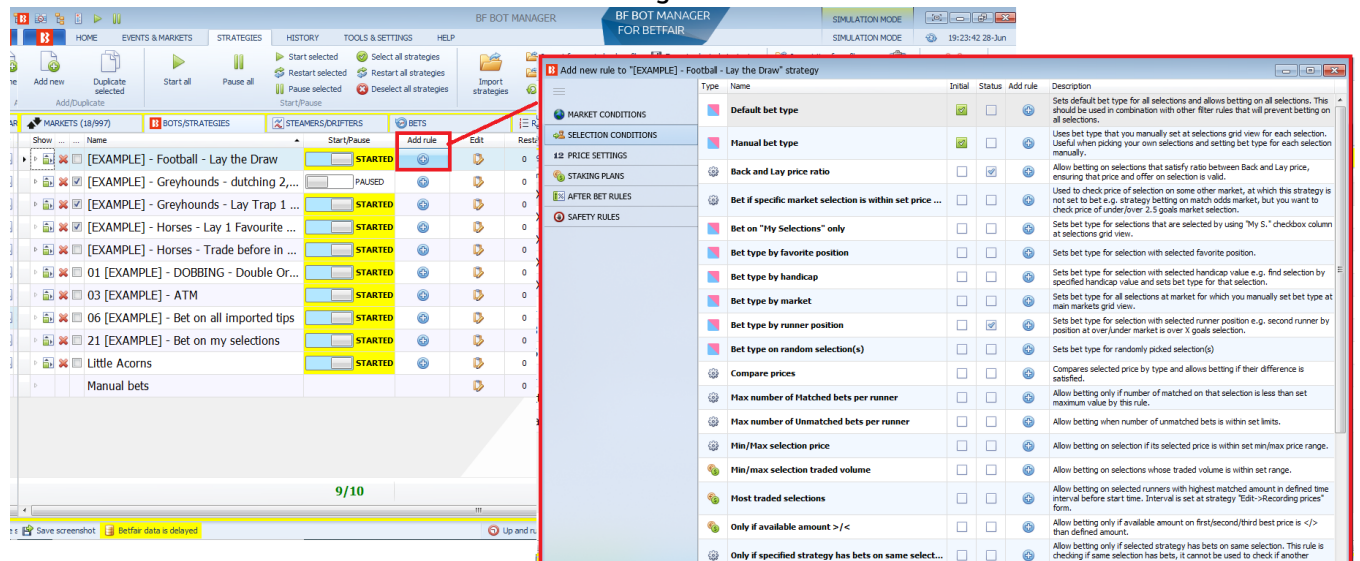 BF BOT MANAGER
BF BOT MANAGER
FOR BETFAIR
SIMULATION MODE
HOME EVENTS & MARKETS STRATEGIES HISTORY TOOLS & SETTINGS HELP
SIMULATION MODE 19:23:42 28-Jun
Add new
Duplicate selected
Start all
Pause all
Start selected
Select all strategies
Restart selected
Restart all strategies
Pause selected
Deselect all strategies
Import strategies
Add/Duplicate
Start/Pause
MARKETS (18/997) BOTS/STRATEGIES STEAMERS/DRIFTERS BETS
Show ... ... Name Start/Pause Add rule Edit
[EXAMPLE] - Football - Lay the Draw STARTED
[EXAMPLE] - Greyhounds - dutching 2,... PAUSED 0
[EXAMPLE] - Greyhounds - Lay Trap 1 ... STARTED 0
[EXAMPLE] - Horses - Lay 1 Favourite ... STARTED 0
[EXAMPLE] - Horses - Trade before in ... STARTED 0
01 [EXAMPLE] - DOBBING - Double Or... STARTED 0
03 [EXAMPLE] - ATM STARTED 0
06 [EXAMPLE] - Bet on all imported tips STARTED 0
21 [EXAMPLE] - Bet on my selections STARTED 0
Little Acorns STARTED 0
Manual bets 0
9/10
Save screenshot Betfair data is delayed
Add new rule to "[EXAMPLE] - Football - Lay the Draw" strategy
MARKET CONDITIONS
SELECTION CONDITIONS
PRICE SETTINGS
STAKING PLANS
AFTER BET RULES
SAFETY RULES
Type Name Initial Status Add rule Description
Default bet type
Sets default bet type for all selections and allows betting on all selections. This
should be used in combination with other filter rules that will prevent betting on
all selections.
Manual bet type
Uses bet type that you manually set at selections grid view for each selection.
Useful when picking your own selections and setting bet type for each selection
manually.
Back and Lay price ratio
Allow betting on selections that satisfy ratio between Back and Lay price,
ensuring that price and offer on selection is valid.
Bet if specific market selection is within set price ...
Used to check price of selection on some other market, at which this strategy is
not set to bet e.g. strategy betting on match odds market, but you want to
check price of under/over 2.5 goals market selection.
Bet on "My Selections" only
Sets bet type for selections that are selected by using "My S." checkbox column
at selections grid view.
Bet type by favorite position
Sets bet type for selection with selected favorite position.
Bet type by handicap
Sets bet type for selection with selected handicap value e.g. find selection by
specified handicap value and sets bet type for that selection.
Bet type by market
Sets bet type for all selections at market for which you manually set bet type at
main markets grid view.
Bet type by runner position
Sets bet type for selection with selected runner position e.g. second runner by
position at over/under market is over X goals selection.
Bet type on random selection(s)
Sets bet type for randomly picked selection(s)
Compare prices
Compares selected price by type and allows betting if their difference is
satisfied.
Max number of Matched bets per runner
Allow betting only if number of matched on that selection is less than set
maximum value by this rule.
Max number of Unmatched bets per runner
Allow betting when number of unmatched bets is within set limits.
Min/Max selection price
Allow betting on selection if its selected price is within set min/max price range.
Min/max selection traded volume
Allow betting on selections whose traded volume is within set range.
Most traded selections
Allow betting on selected runners with highest matched amount in defined time
interval before start time. Interval is set at strategy "Edit->Recording prices"
form.
Only if available amount >/<
Allow betting only if available amount on first/second/third best price is </>
than defined amount.
Only if specified strategy has bets on same select...
Allow betting only if selected strategy has bets on same selection. This rule is
checking if same selection has bets, it cannot be used to check if another